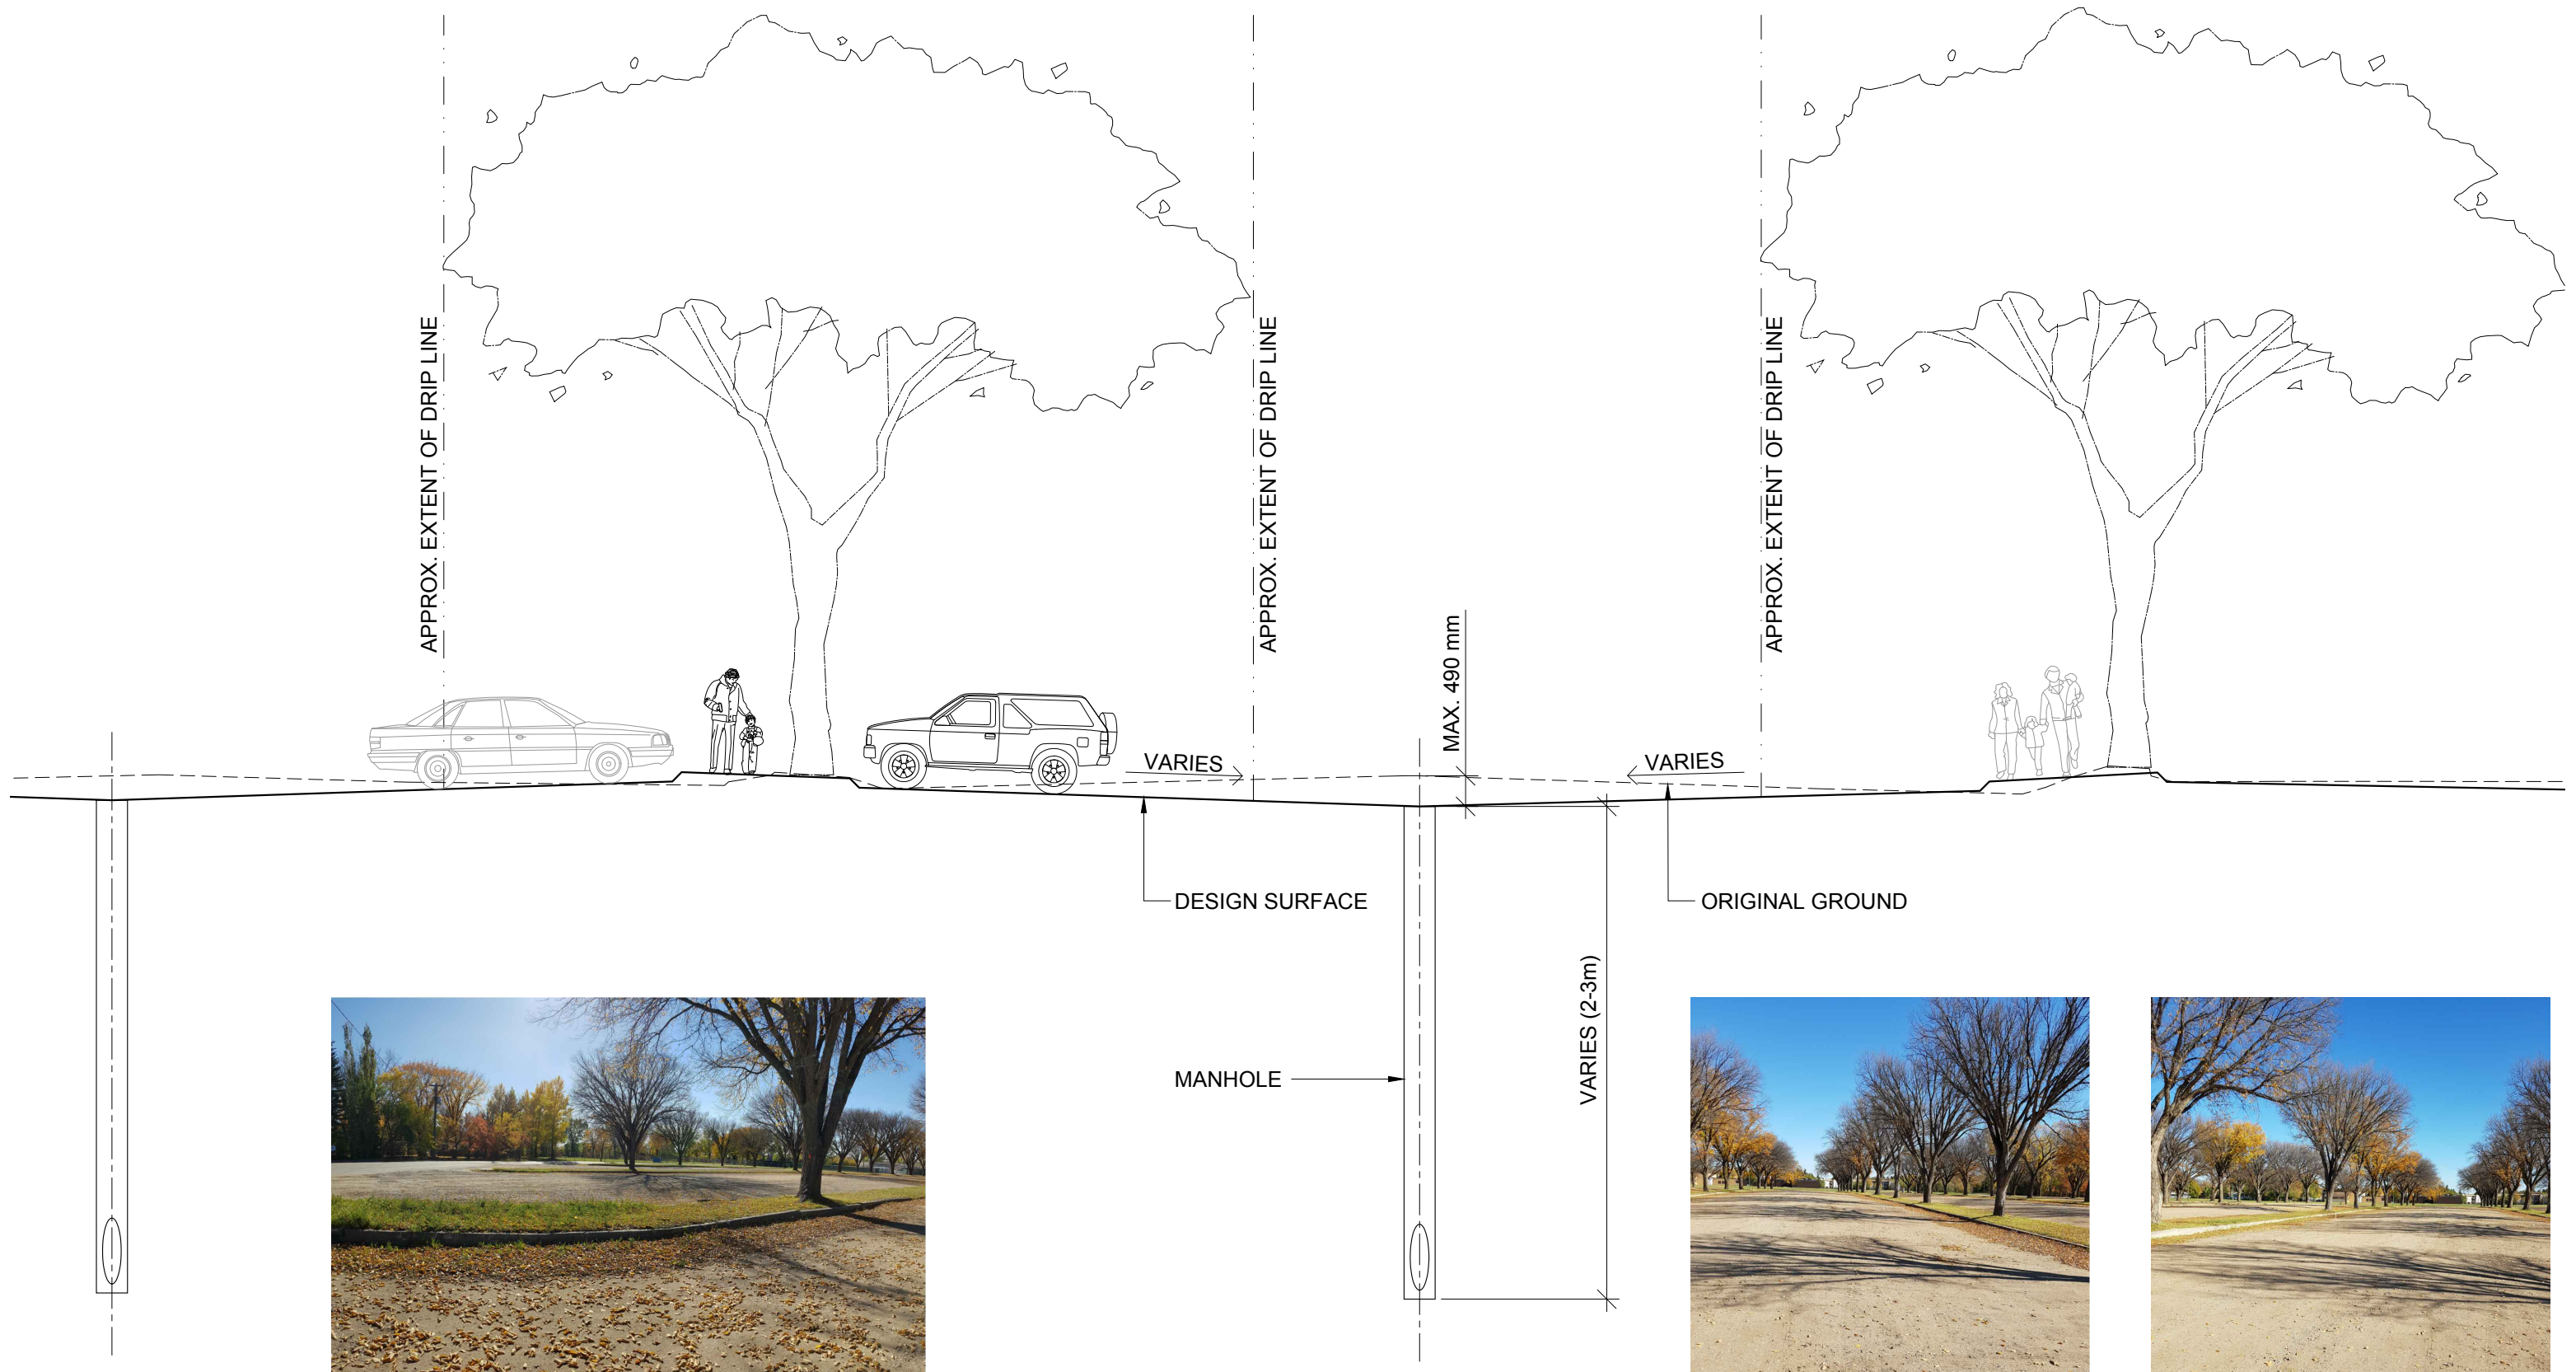 APPROX. EXTENT OF DRIP LINE
APPROX. EXTENT OF DRIP LINE
APPROX. EXTENT OF DRIP LINE
MAX. 490 mm
VARIES
VARIES
DESIGN SURFACE
ORIGINAL GROUND
MANHOLE
VARIES (2-3m)